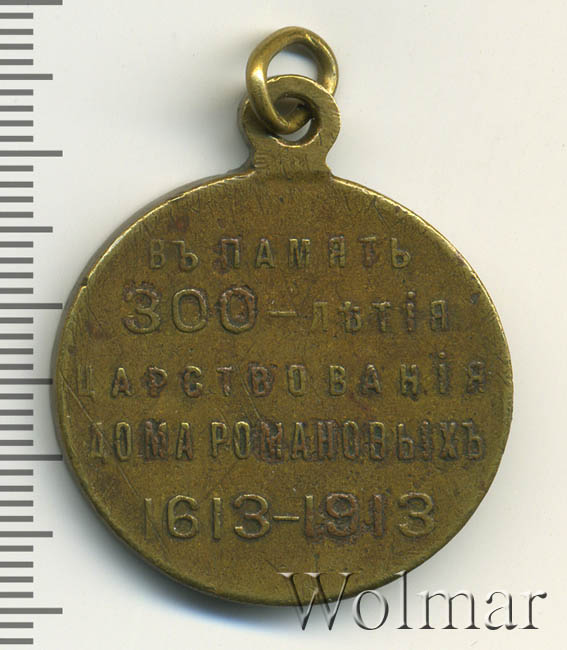 ВЪ ПАМЯТЬ
300-ЛѢТІЯ
ЦАРСТВОВАНІЯ
ДОМА РОМАНОВЫХЪ
1613-1913
Wolmar